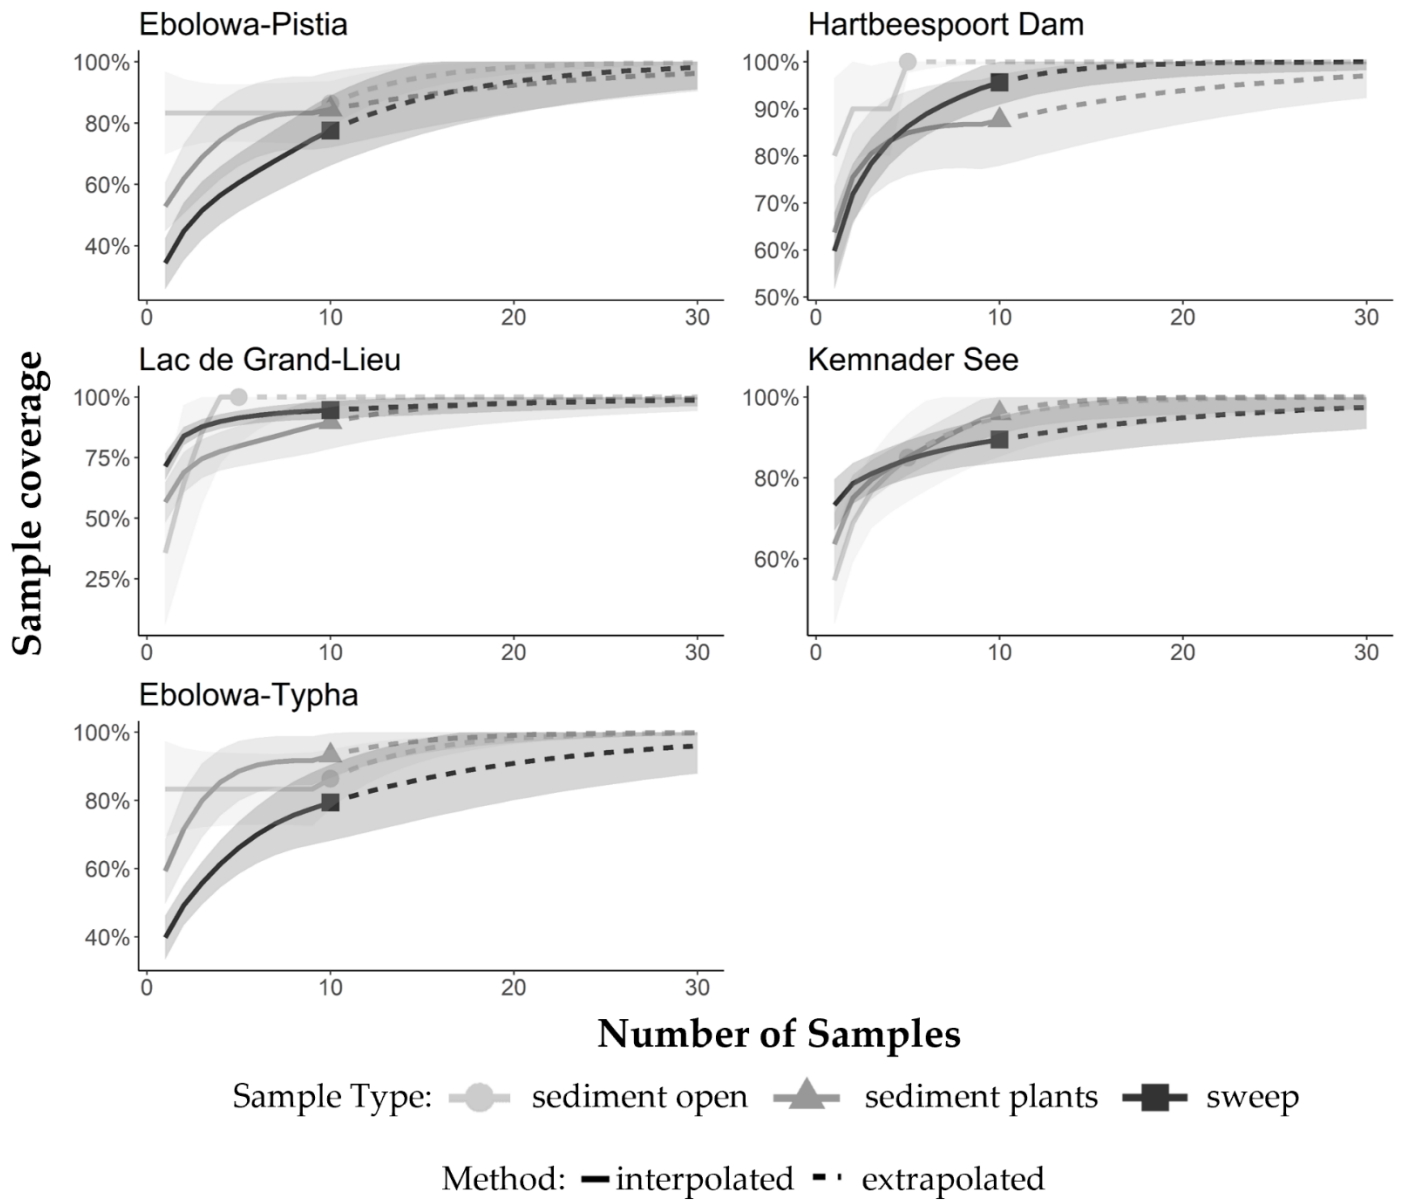 Ebolowa-Pistia
Hartbeespoort Dam
100%
80%
60%
40%
0 10 20 30
100%
90%
80%
70%
60%
50%
0 10 20 30
Lac de Grand-Lieu
Kemnader See
100%
75%
50%
25%
0 10 20 30
100%
80%
60%
0 10 20 30
Sample coverage
Ebolowa-Typha
100%
80%
60%
40%
0 10 20 30
Number of Samples
Sample Type: sediment open sediment plants sweep
Method: interpolated extrapolated